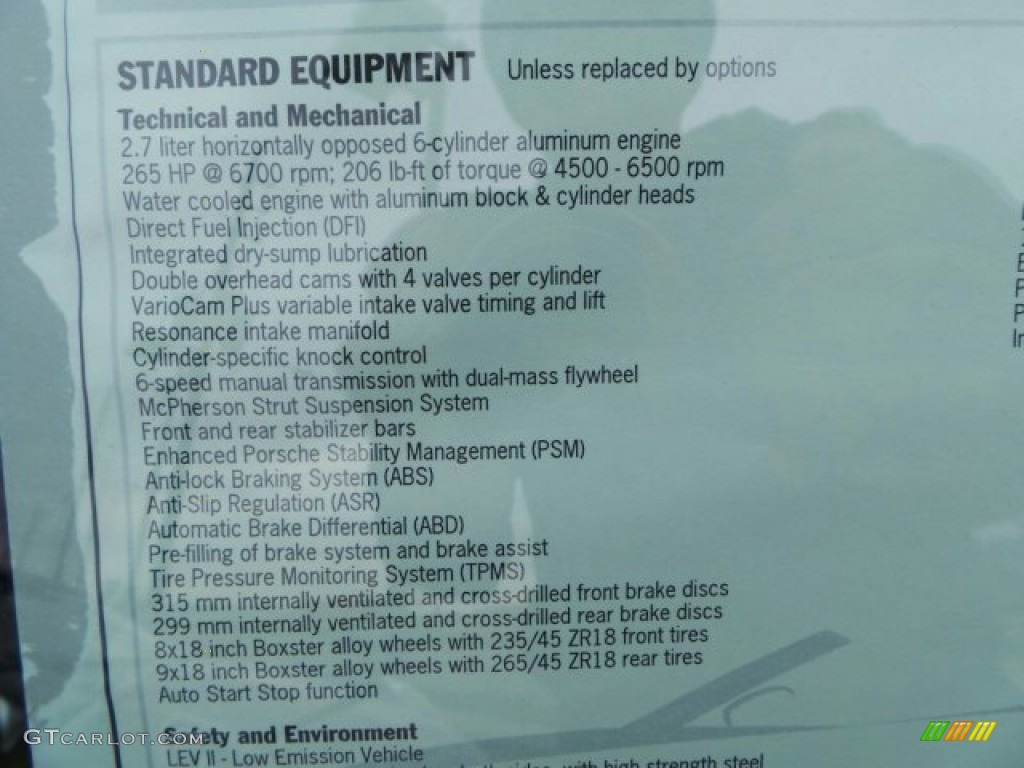 STANDARD EQUIPMENT Unless replaced by options
Technical and Mechanical
2.7 liter horizontally opposed 6-cylinder aluminum engine
265 HP @ 6700 rpm; 206 lb-ft of torque @ 4500 - 6500 rpm
Water cooled engine with aluminum block & cylinder heads
Direct Fuel Injection (DFI)
Integrated dry-sump lubrication
Double overhead cams with 4 valves per cylinder
VarioCam Plus variable intake valve timing and lift
Resonance intake manifold
Cylinder-specific knock control
6-speed manual transmission with dual-mass flywheel
McPherson Strut Suspension System
Front and rear stabilizer bars
Enhanced Porsche Stability Management (PSM)
Anti-lock Braking System (ABS)
Anti-Slip Regulation (ASR)
Automatic Brake Differential (ABD)
Pre-filling of brake system and brake assist
Tire Pressure Monitoring System (TPMS)
315 mm internally ventilated and cross-drilled front brake discs
299 mm internally ventilated and cross-drilled rear brake discs
8x18 inch Boxster alloy wheels with 235/45 ZR18 front tires
9x18 inch Boxster alloy wheels with 265/45 ZR18 rear tires
Auto Start Stop function
Safety and Environment
LEV II - Low Emission Vehicle
with high strength steel
GTCARLOT.COM